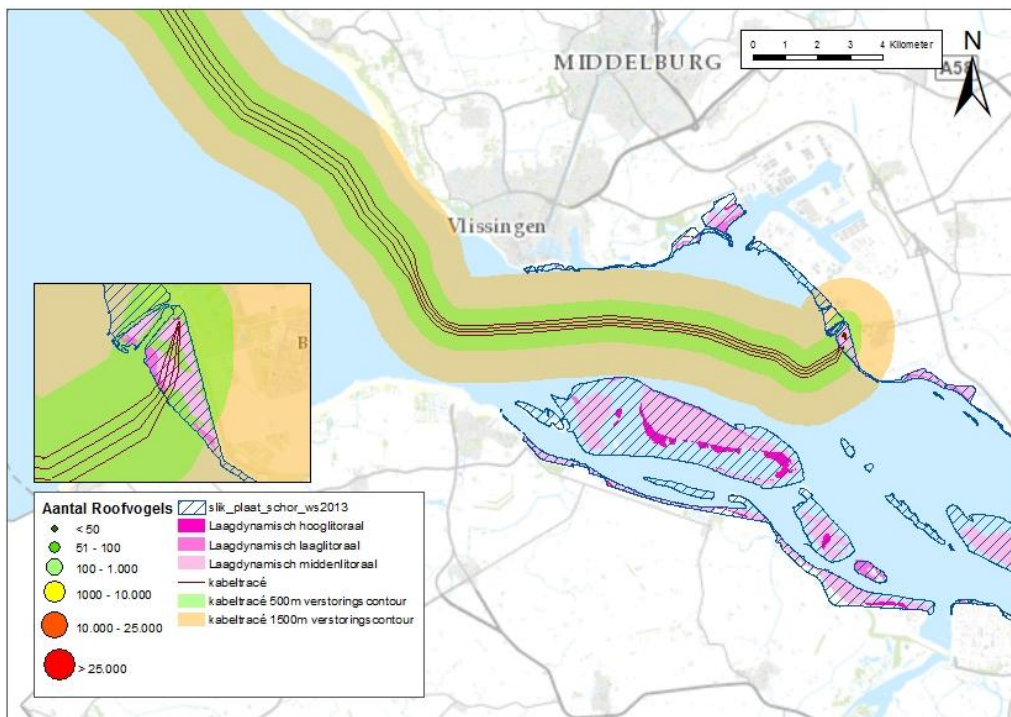 MIDDELBURG
0 1 2 3 4 Kilometer
N
A58
Vlissingen
B
Aantal Roofvogels
< 50
51 - 100
100 - 1.000
1000 - 10.000
10.000 - 25.000
> 25.000
slik_plaat_schor_ws2013
Laagdynamisch hooglitoraal
Laagdynamisch laaglitoraal
Laagdynamisch middenlitoraal
kabeltracé
kabeltracé 500m verstorings contour
kabeltracé 1500m verstoringscontour